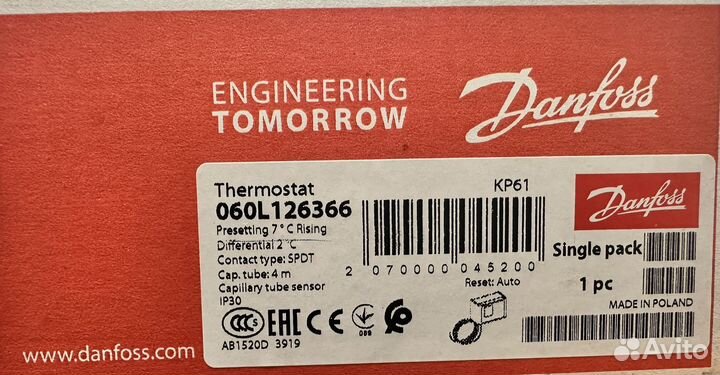 ENGINEERING
TOMORROW
Danfoss
Thermostat
KP61
060L126366
Presetting 7°C Rising
Differential 2 °C
Contact type: SPDT
Cap. tube: 4 m
Capillary tube sensor
IP30
2 070000 045200
Reset: Auto
Danfoss
Single pack
1 pc
MADE IN POLAND
CCC S EAC CE 089
AB1520D 3919
www.danfoss.com
Avito